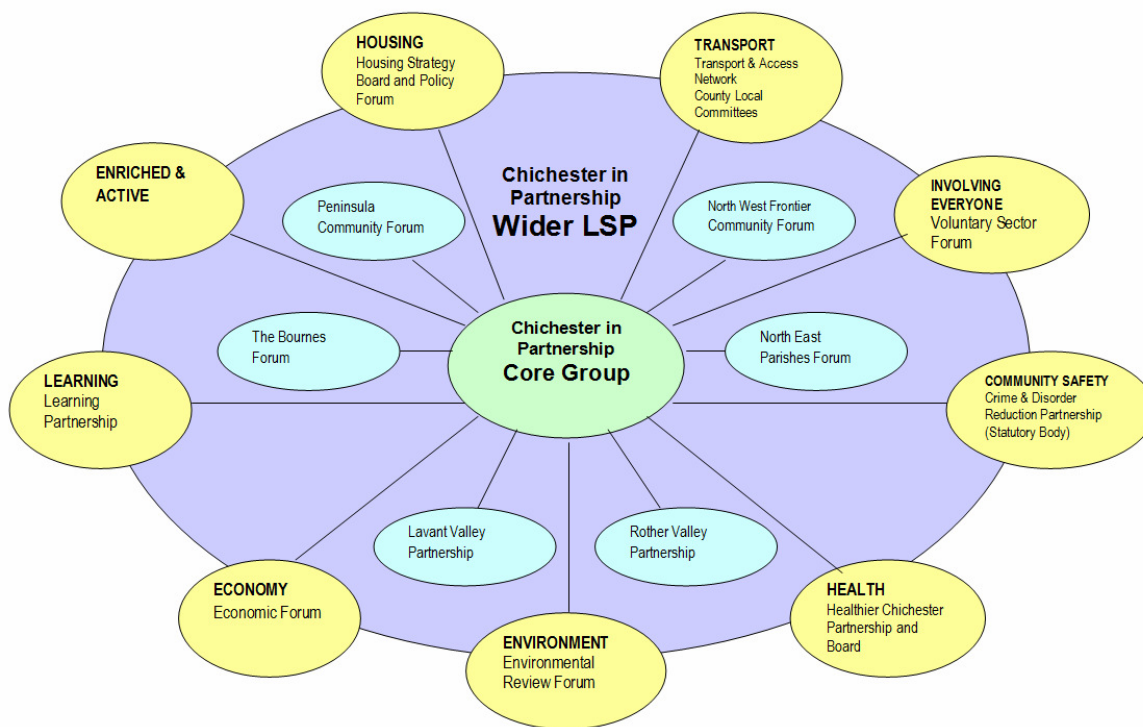 HOUSING
Housing Strategy
Board and Policy
Forum
TRANSPORT
Transport & Access
Network
County Local
Committees
ENRICHED &
ACTIVE
Chichester in
Partnership
Wider LSP
INVOLVING
EVERYONE
Voluntary Sector
Forum
Peninsula
Community Forum
North West Frontier
Community Forum
The Bournes
Forum
Chichester in
Partnership
Core Group
North East
Parishes Forum
LEARNING
Learning
Partnership
COMMUNITY SAFETY
Crime & Disorder
Reduction Partnership
(Statutory Body)
Lavant Valley
Partnership
Rother Valley
Partnership
ECONOMY
Economic Forum
ENVIRONMENT
Environmental
Review Forum
HEALTH
Healthier Chichester
Partnership and
Board